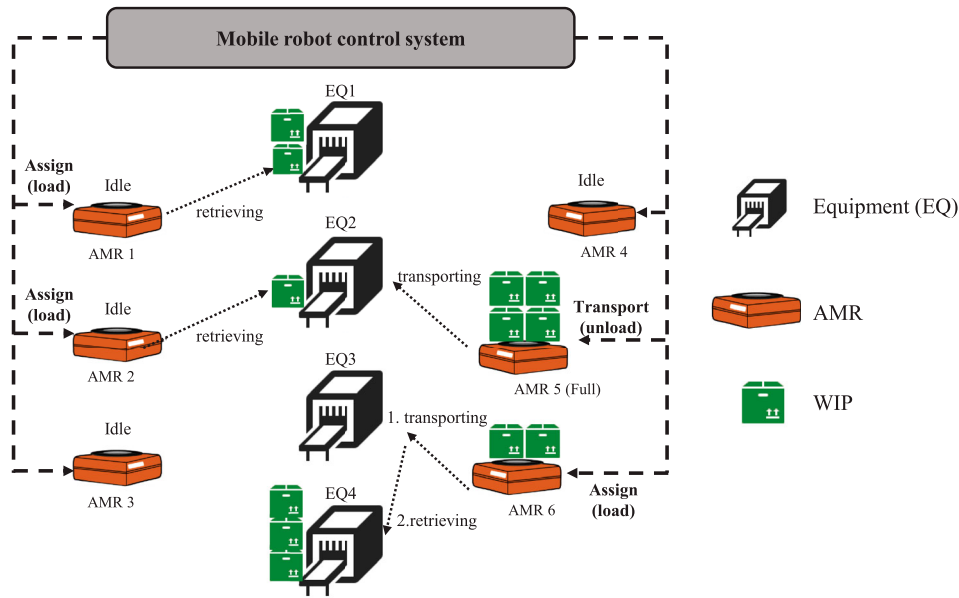 Mobile robot control system
EQ1
Assign
(load)
Idle
retrieving
AMR 1
Idle
AMR 4
Equipment (EQ)
EQ2
Assign
(load)
Idle
retrieving
AMR 2
transporting
Transport
(unload)
AMR 5 (Full)
AMR
EQ3
1. transporting
WIP
Idle
AMR 3
EQ4
2.retrieving
AMR 6
Assign
(load)